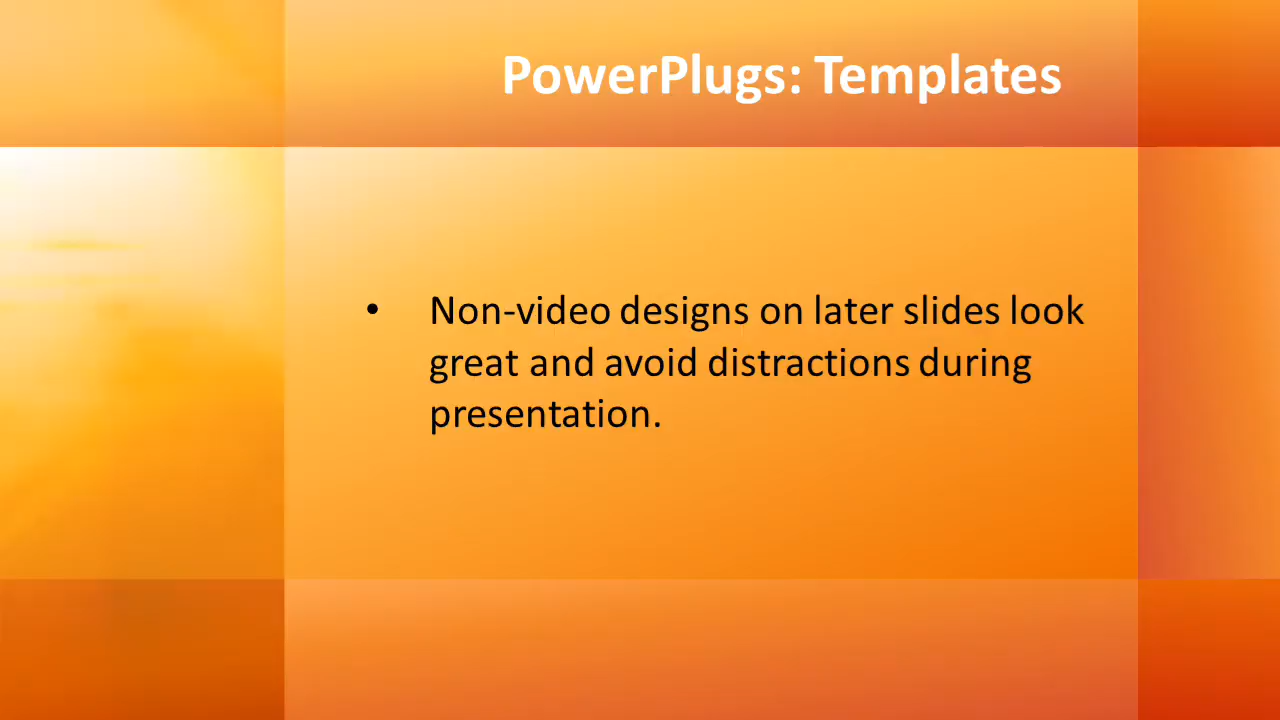 PowerPlugs: Templates
• Non-video designs on later slides look
great and avoid distractions during
presentation.